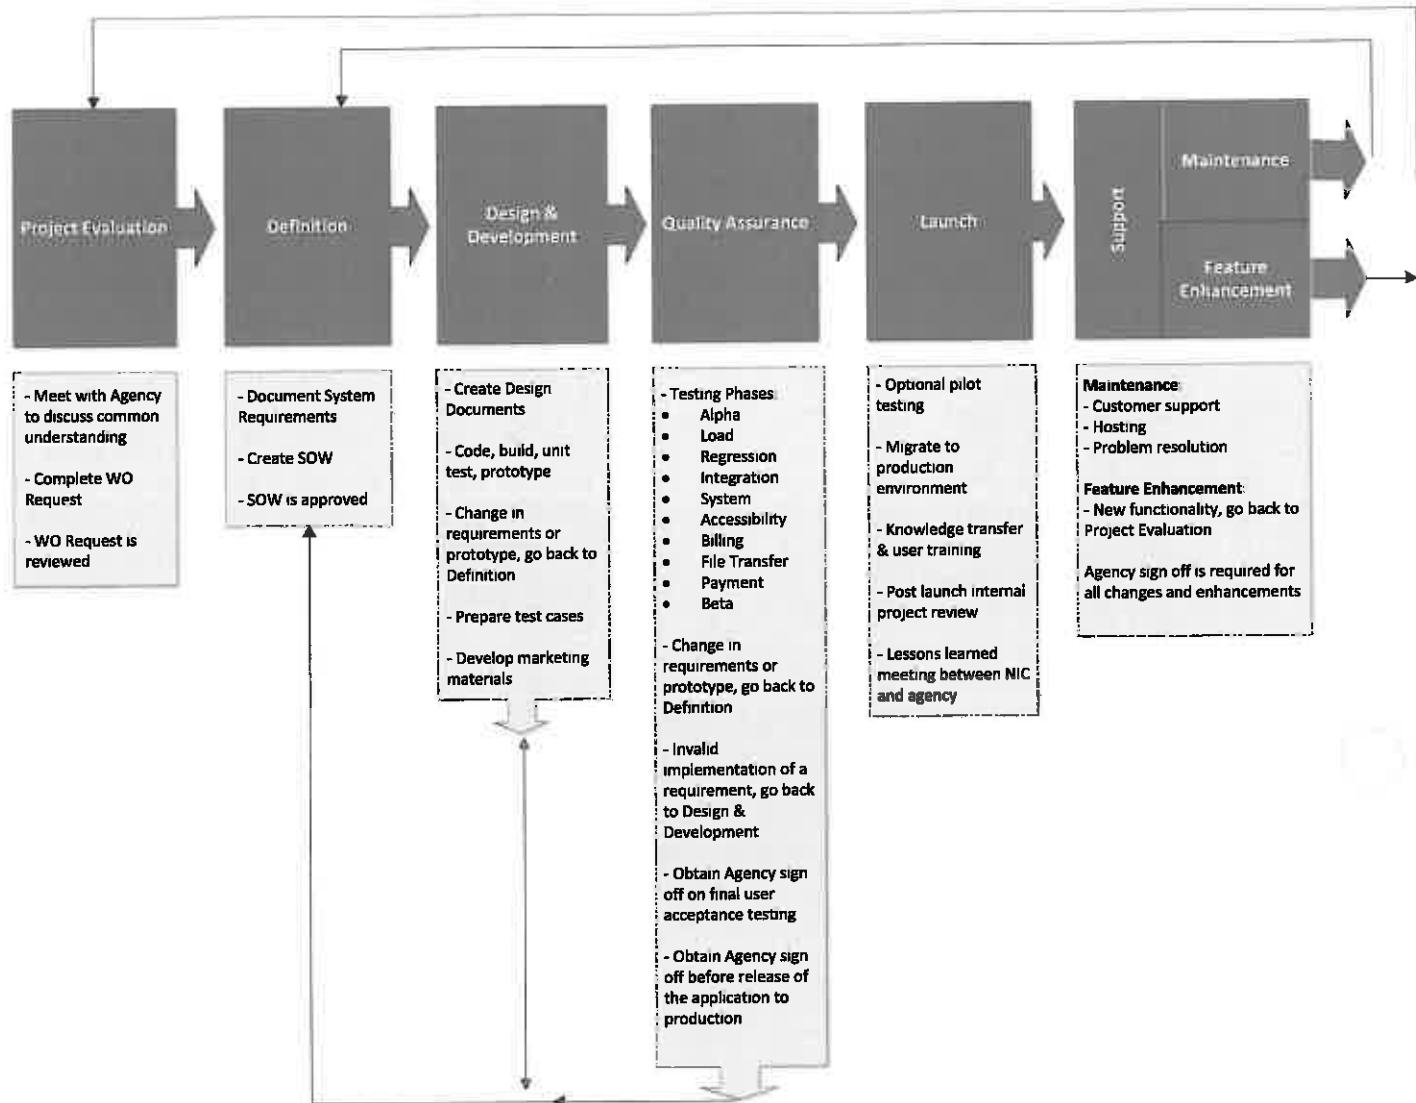 Project Evaluation
Definition
Design &
Development
Quality Assurance
Launch
Support
Maintenance
Feature
Enhancement
- Meet with Agency
to discuss common
understanding
- Complete WO
Request
- WO Request is
reviewed
- Document System
Requirements
- Create SOW
- SOW is approved
- Create Design
Documents
- Code, build, unit
test, prototype
- Change in
requirements or
prototype, go back to
Definition
- Prepare test cases
- Develop marketing
materials
- Testing Phases
• Alpha
• Load
• Regression
• Integration
• System
• Accessibility
• Billing
• File Transfer
• Payment
• Beta
- Change in
requirements or
prototype, go back to
Definition
- Invalid
implementation of a
requirement, go back
to Design &
Development
- Obtain Agency sign
off on final user
acceptance testing
- Obtain Agency sign
off before release of
the application to
production
- Optional pilot
testing
- Migrate to
production
environment
- Knowledge transfer
& user training
- Post launch internal
project review
- Lessons learned
meeting between NIC
and agency
Maintenance
- Customer support
- Hosting
- Problem resolution
Feature Enhancement
- New functionality, go back to
Project Evaluation
Agency sign off is required for
all changes and enhancements